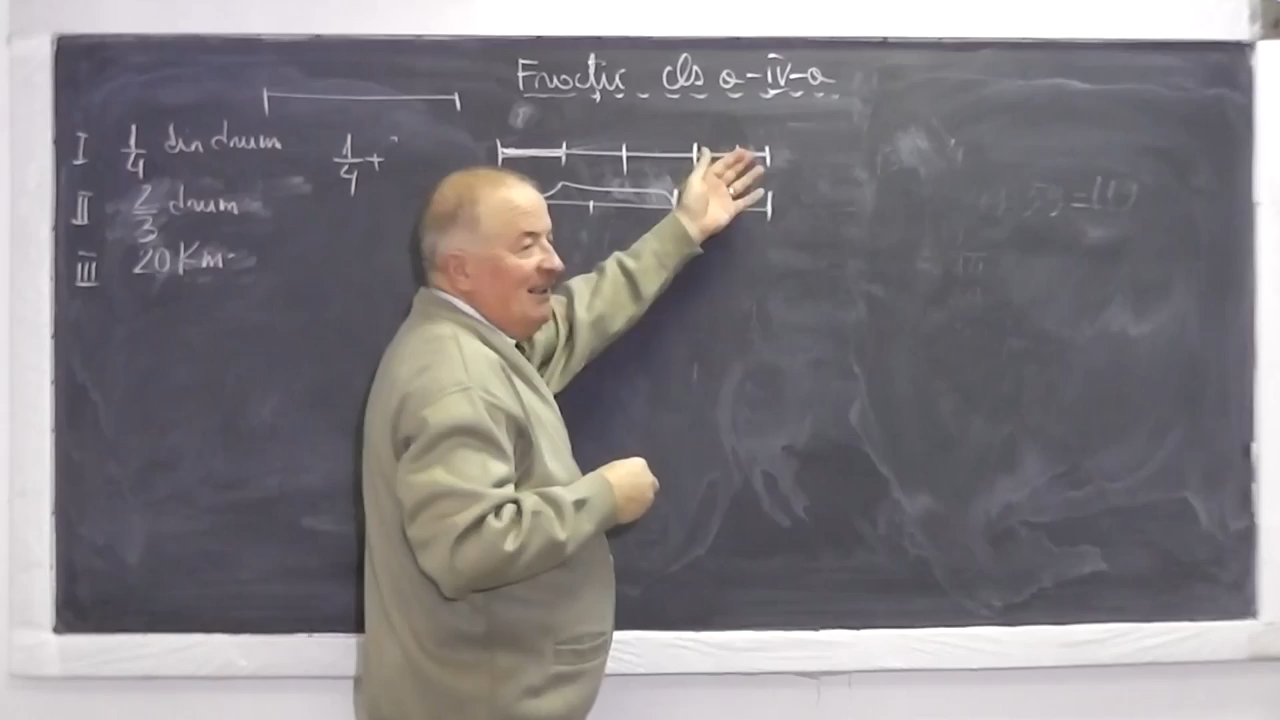 Fracții cls a-IV-a
I 1/4 din drum 1/4 +
II 2/3 drum
III 20 Km